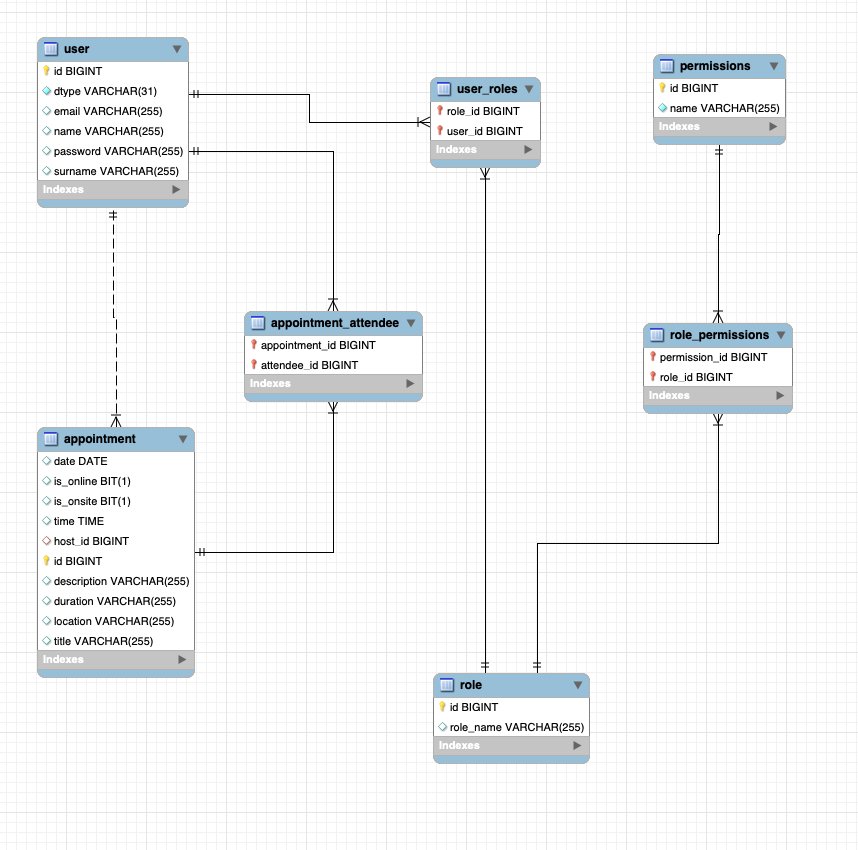 user
id BIGINT
dtype VARCHAR(31)
email VARCHAR(255)
name VARCHAR(255)
password VARCHAR(255)
surname VARCHAR(255)
Indexes
user_roles
role_id BIGINT
user_id BIGINT
Indexes
permissions
id BIGINT
name VARCHAR(255)
Indexes
appointment_attendee
appointment_id BIGINT
attendee_id BIGINT
Indexes
role_permissions
permission_id BIGINT
role_id BIGINT
Indexes
appointment
date DATE
is_online BIT(1)
is_onsite BIT(1)
time TIME
host_id BIGINT
id BIGINT
description VARCHAR(255)
duration VARCHAR(255)
location VARCHAR(255)
title VARCHAR(255)
Indexes
role
id BIGINT
role_name VARCHAR(255)
Indexes